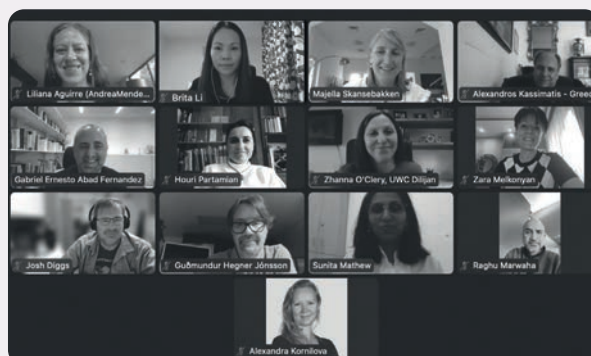 Liliana Aguirre (AndreaMende...
Brita Li
Majella Skansebakken
Alexandros Kassimatis - Greec
Gabriel Ernesto Abad Fernandez
Houri Partamian
Zhanna O'Clery, UWC Dilijan
Zara Melkonyan
Josh Diggs
Guðmundur Hegner Jónsson
Sunita Mathew
Raghu Marwaha
Alexandra Kornilova